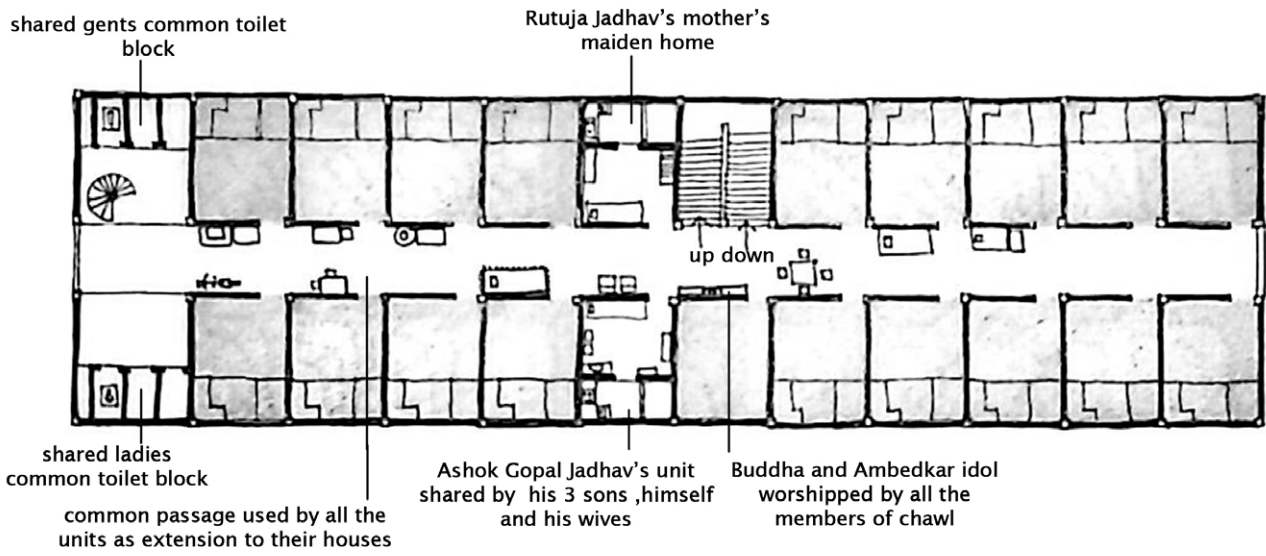 shared gents common toilet
block
Rutuja Jadhav's mother's
maiden home
up down
shared ladies
common toilet block
common passage used by all the
units as extension to their houses
Ashok Gopal Jadhav's unit
shared by his 3 sons ,himself
and his wives
Buddha and Ambedkar idol
worshipped by all the
members of chawl